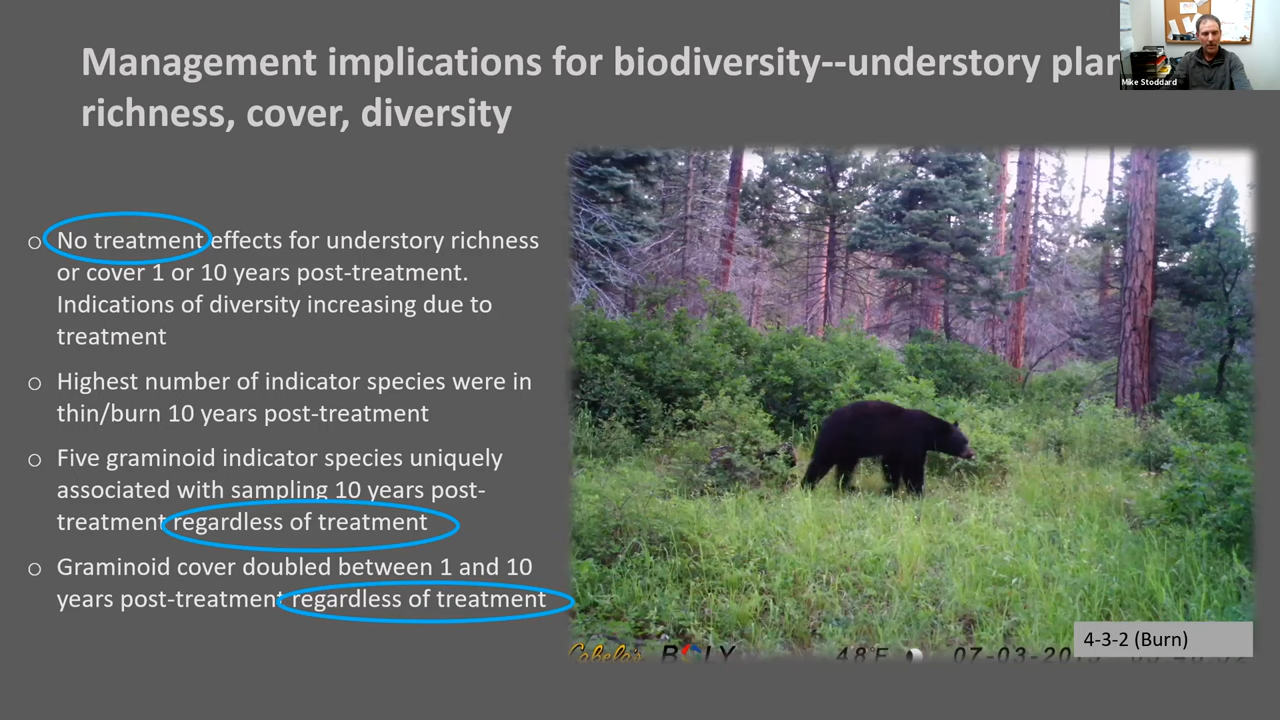 Management implications for biodiversity--understory
richness, cover, diversity
Mike Stoddard
○ No treatment effects for understory richness
or cover 1 or 10 years post-treatment.
Indications of diversity increasing due to
treatment
○ Highest number of indicator species were in
thin/burn 10 years post-treatment
○ Five graminoid indicator species uniquely
associated with sampling 10 years post-
treatment regardless of treatment
○ Graminoid cover doubled between 1 and 10
years post-treatment regardless of treatment
4-3-2 (Burn)
Cabela's BOLY 48°F